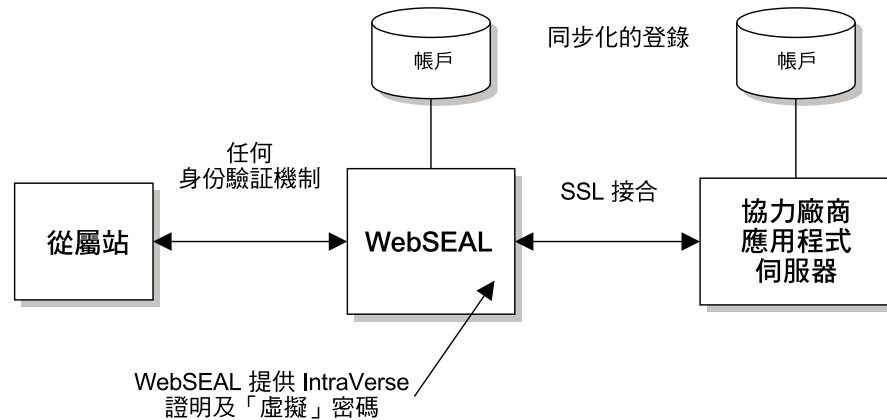 帳戶
同步化的登錄
帳戶
任何
身份驗証機制
SSL 接合
從屬站
WebSEAL
協力廠商
應用程式
伺服器
WebSEAL 提供 IntraVerse
證明及「虛擬」密碼